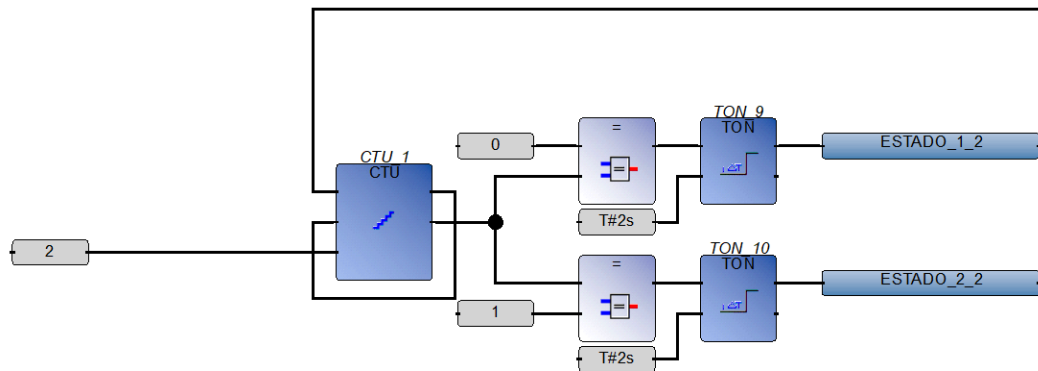 TON_9
=
TON
0
ESTADO_1_2
CTU_1
CTU
T#2s
2
TON_10
=
TON
ESTADO_2_2
1
T#2s